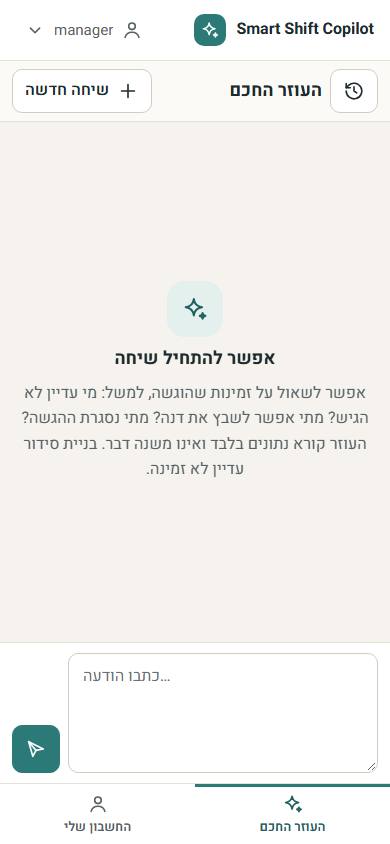 Smart Shift Copilot
manager
העוזר החכם
שיחה חדשה
אפשר להתחיל שיחה
אפשר לשאול על זמינות שהוגשה, למשל: מי עדיין לא
הגיש? מתי אפשר לשבץ את דנה? מתי נסגרת ההגשה?
העוזר קורא נתונים בלבד ואינו משנה דבר. בניית סידור
עדיין לא זמינה.
כתבו הודעה...
העוזר החכם
החשבון שלי